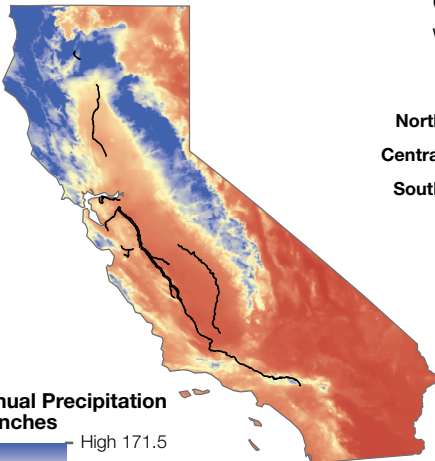 North
Centra
South
nual Precipitation
nches
High 171.5